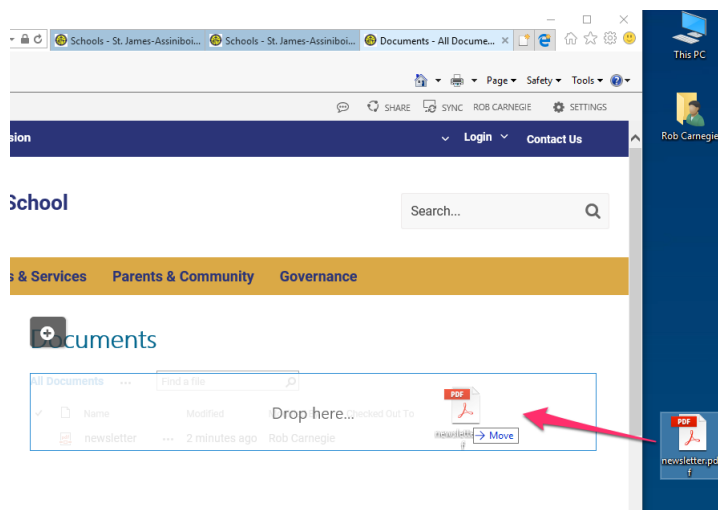 Schools - St. James-Assiniboi...
Schools - St. James-Assiniboi...
Documents - All Docume...
This PC
Page
Safety
Tools
SHARE
SYNC
ROB CARNEGIE
SETTINGS
Rob Carnegie
sion
Login
Contact Us
School
Search...
s & Services
Parents & Community
Governance
Documents
All Documents
...
Find a file
Name
Modified
Checked Out To
Drop here...
PDF
newsletter
...
2 minutes ago
Rob Carnegie
Move
PDF
newsletter.pd
f